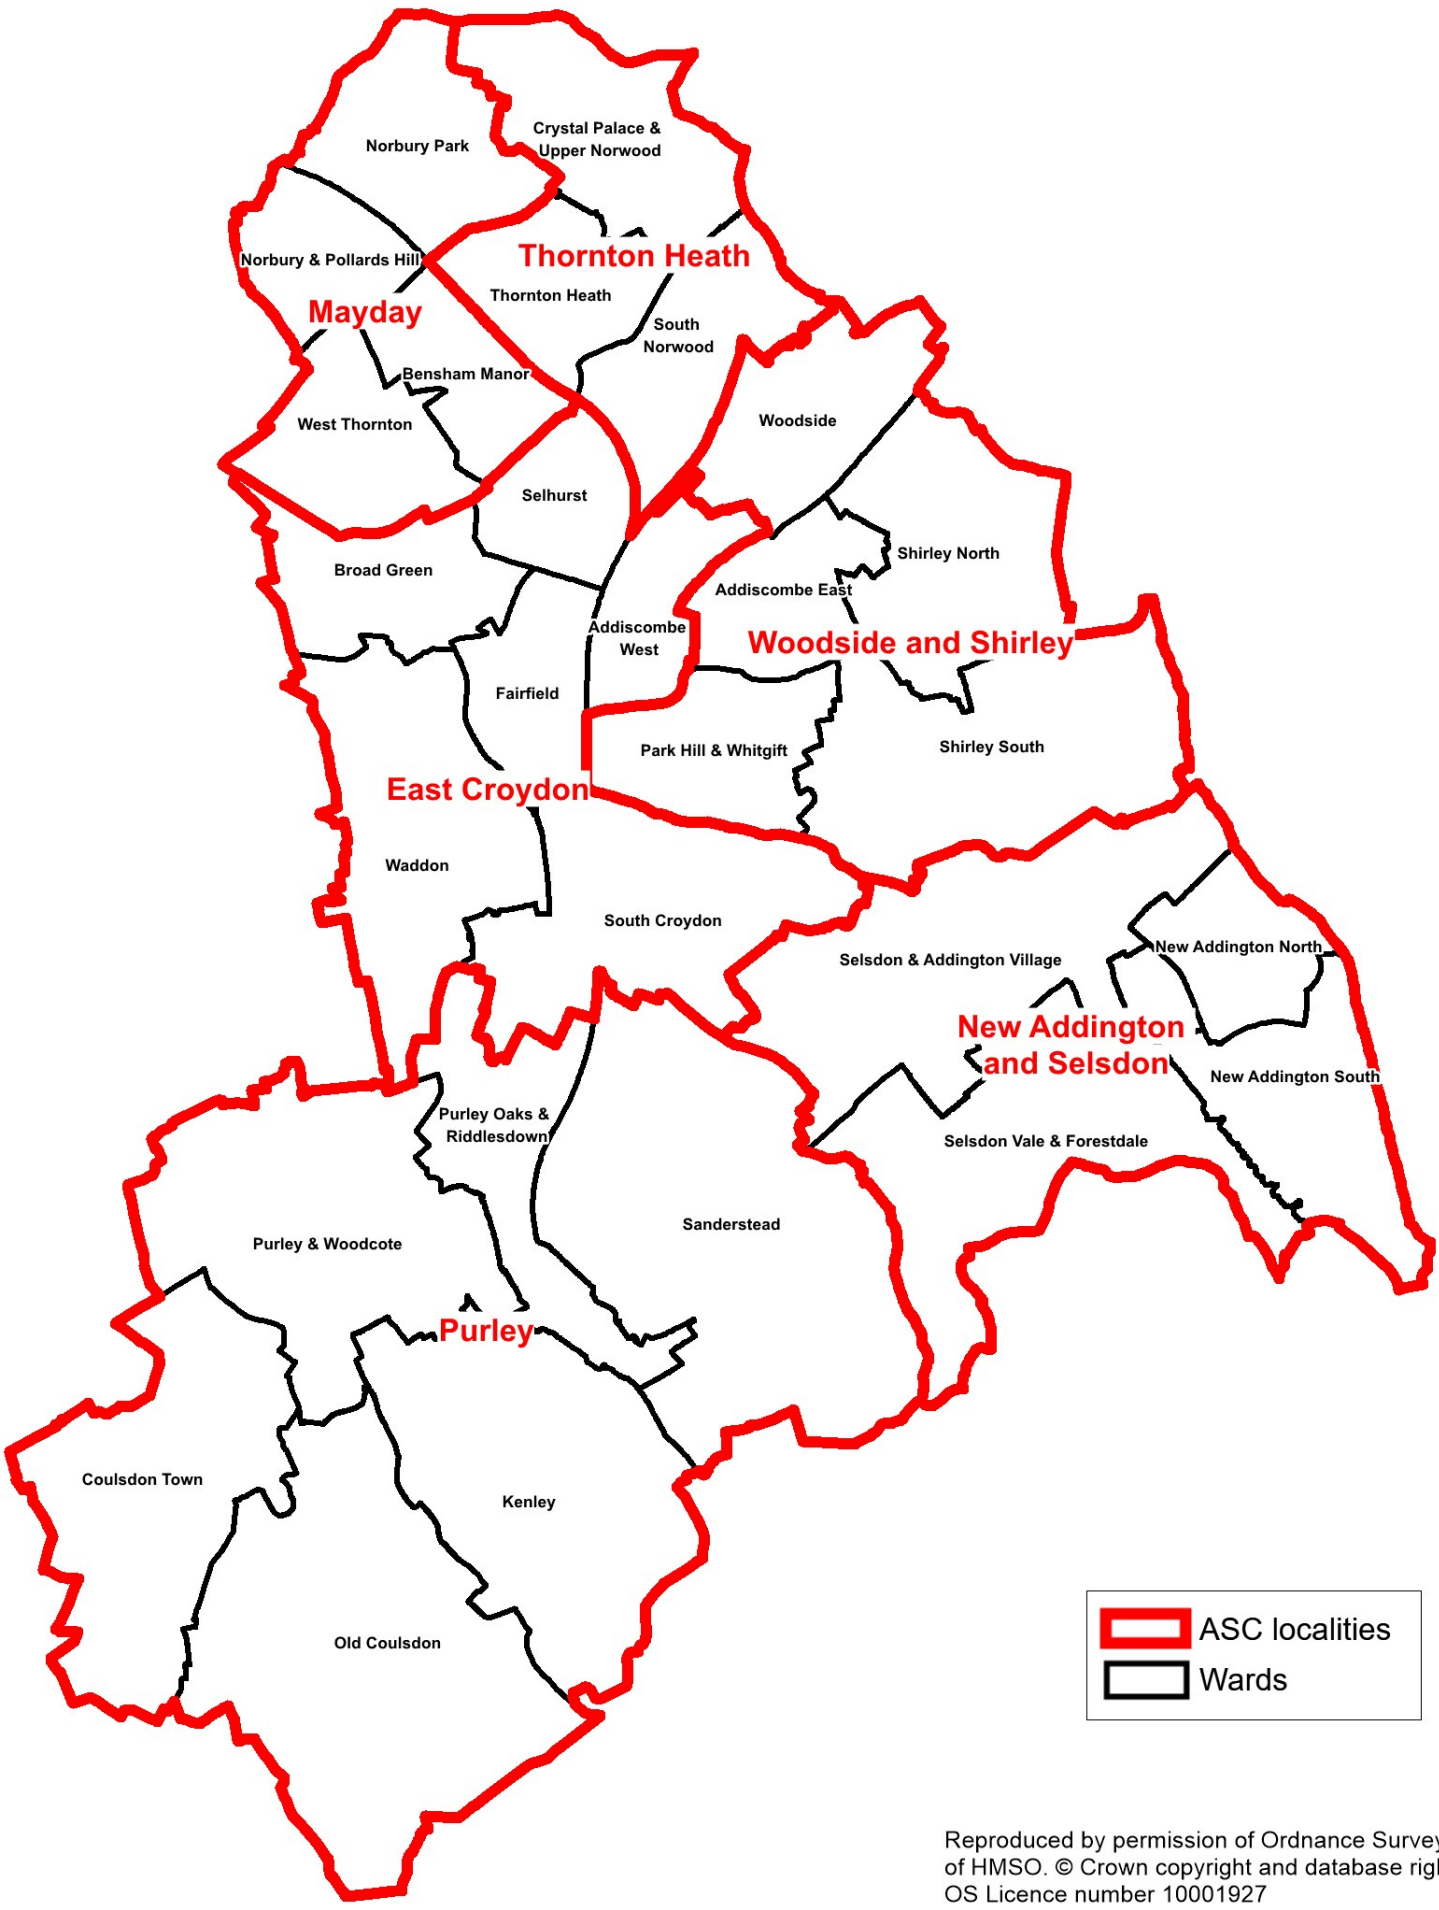 Norbury Park
Crystal Palace &
Upper Norwood
Norbury & Pollards Hill
Thornton Heath
Thornton Heath
Mayday
South
Norwood
Bensham Manor
West Thornton
Woodside
Selhurst
Broad Green
Shirley North
Addiscombe East
Addiscombe
West
Woodside and Shirley
Fairfield
Park Hill & Whitgift
Shirley South
East Croydon
Waddon
South Croydon
Selsdon & Addington Village
New Addington North
New Addington
and Selsdon
New Addington South
Purley Oaks &
Riddlesdown
Selsdon Vale & Forestdale
Sanderstead
Purley & Woodcote
Purley
Coulsdon Town
Kenley
Old Coulsdon
ASC localities
Wards
Reproduced by permission of Ordnance Survey
of HMSO. © Crown copyright and database
OS Licence number 10001927